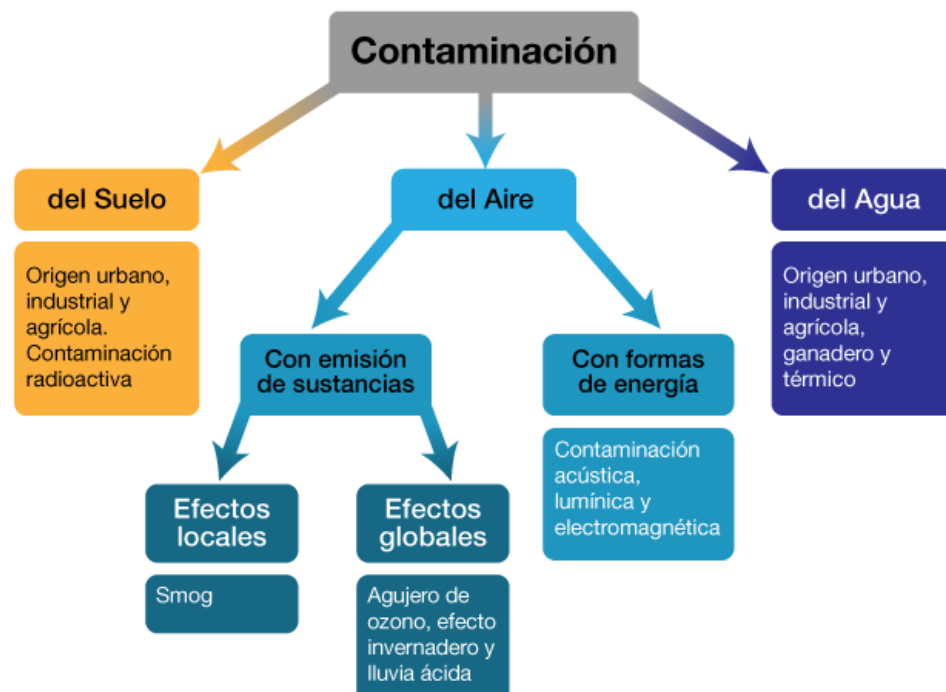 Contaminación
del Suelo
Origen urbano,
industrial y
agrícola.
Contaminación
radioactiva
del Aire
Con emisión
de sustancias
Efectos
locales
Smog
Efectos
globales
Agujero de
ozono, efecto
invernadero y
lluvia ácida
Con formas
de energía
Contaminación
acústica,
lumínica y
electromagnética
del Agua
Origen urbano,
industrial y
agrícola,
ganadero y
térmico